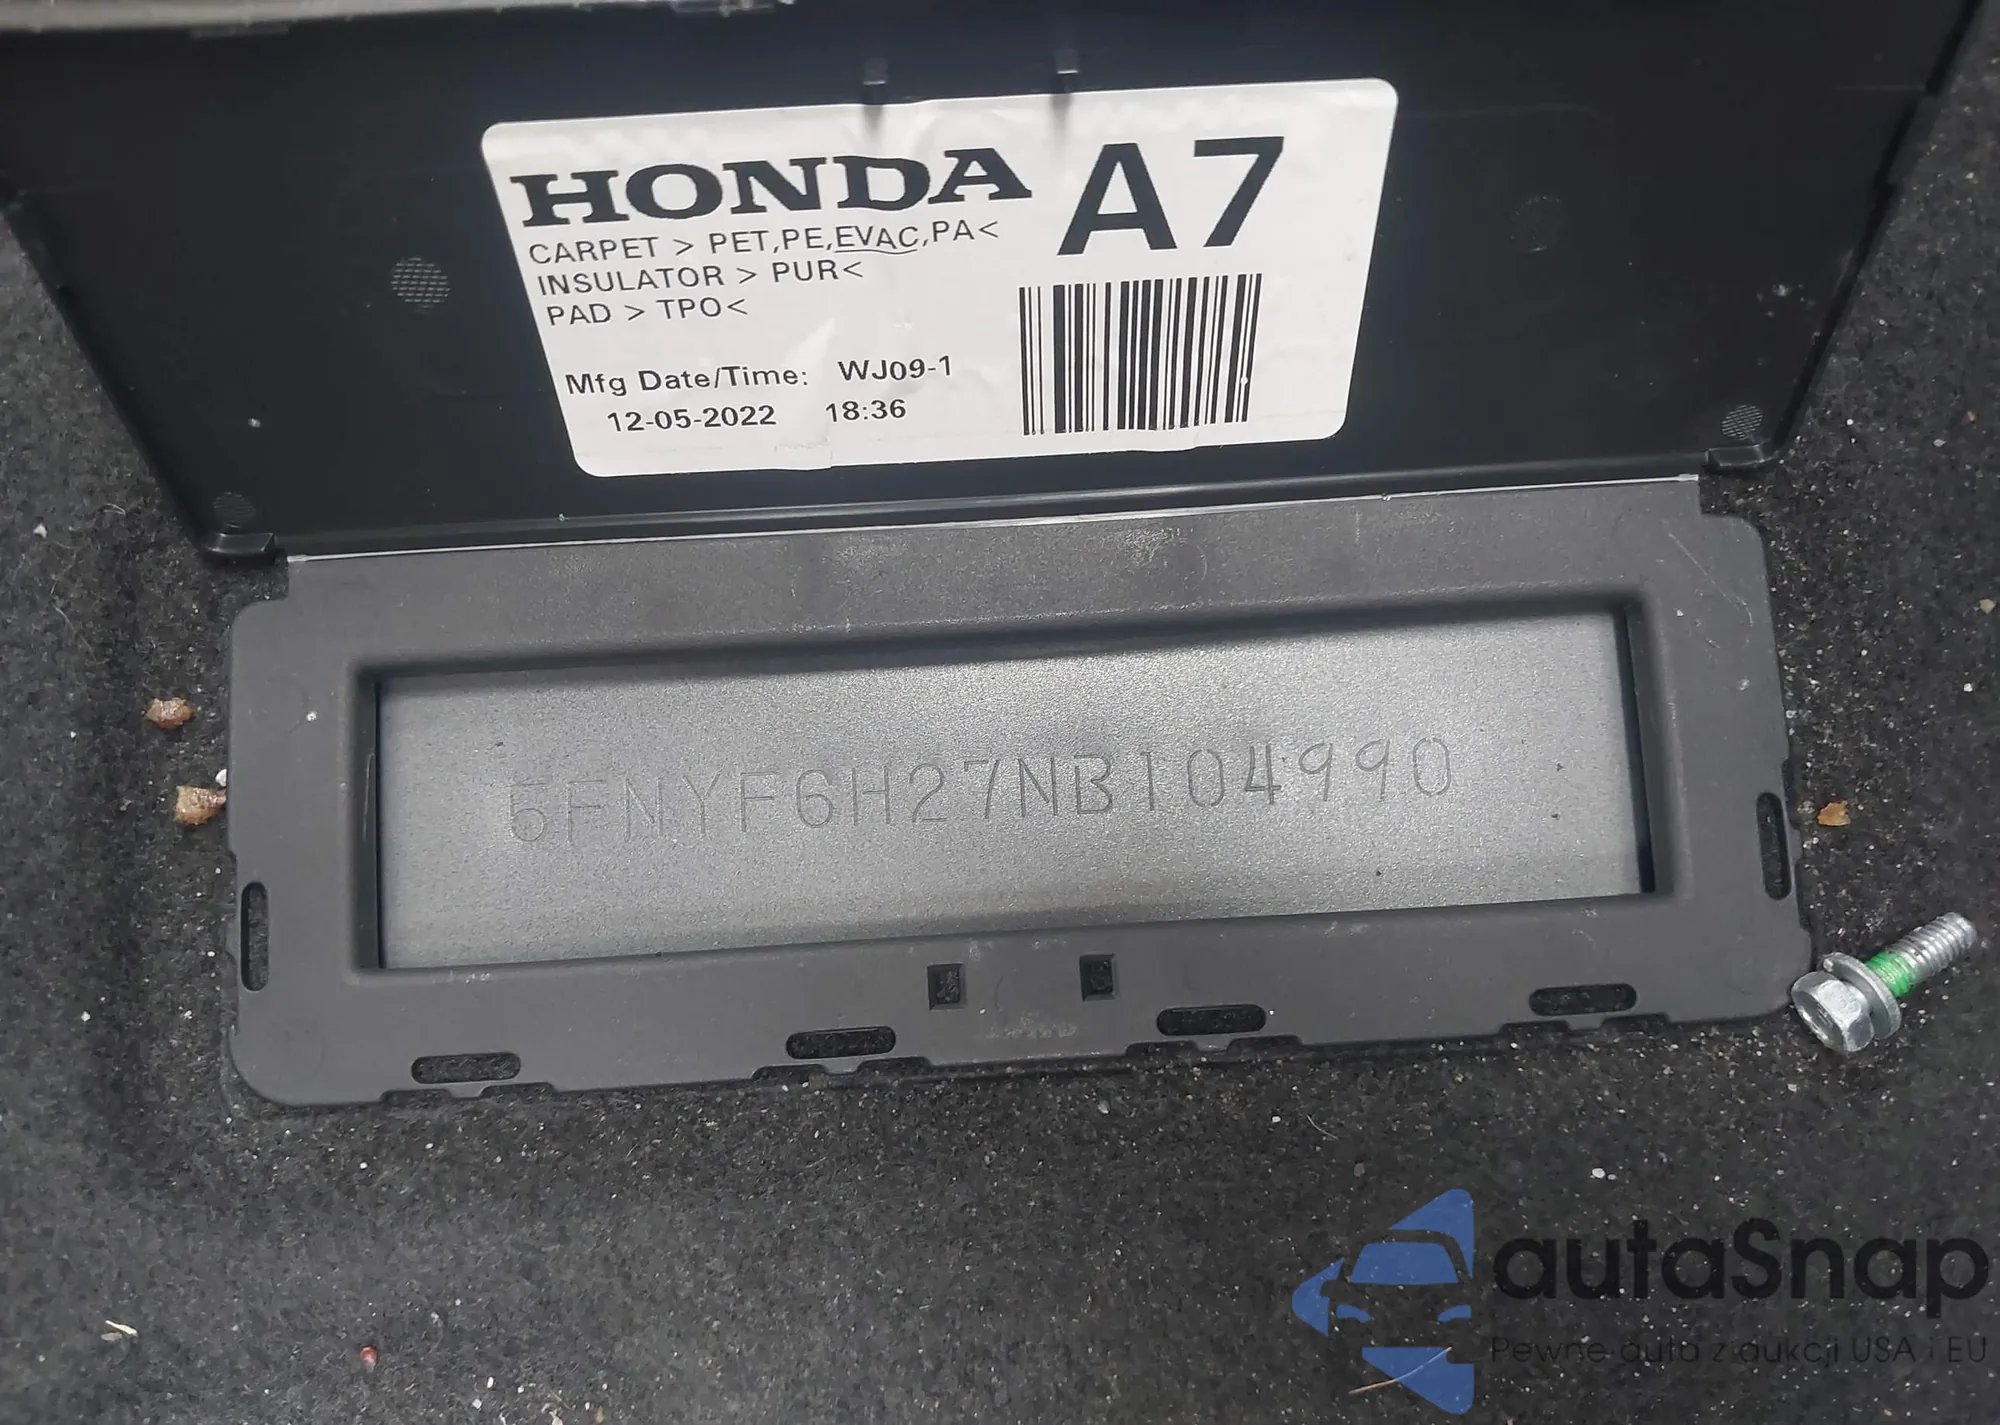 HONDA A7
CARPET > PET,PE,EVAC,PA<
INSULATOR > PUR<
PAD > TPO<
Mfg Date/Time: WJ09-1
12-05-2022 18:36
5FNYF6H27NB104990
autaSnap
Pewne auta z aukcji USA i EU